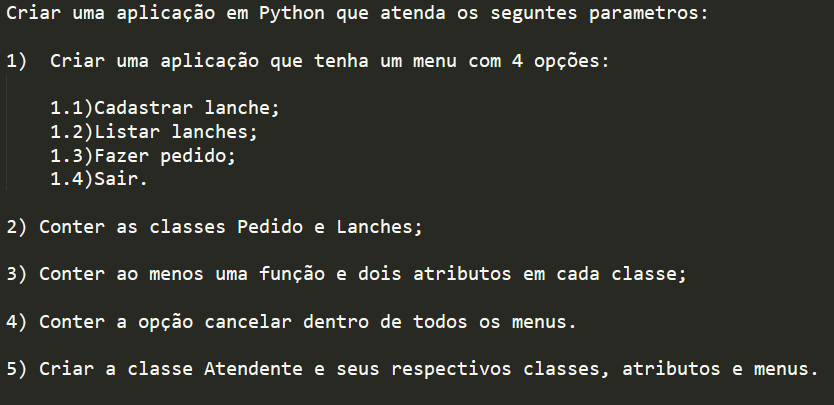 Criar uma aplicação em Python que atenda os seguntes parametros:
1)  Criar uma aplicação que tenha um menu com 4 opções:
1.1)Cadastrar lanche;
1.2)Listar lanches;
1.3)Fazer pedido;
1.4)Sair.
2) Conter as classes Pedido e Lanches;
3) Conter ao menos uma função e dois atributos em cada classe;
4) Conter a opção cancelar dentro de todos os menus.
5) Criar a classe Atendente e seus respectivos classes, atributos e menus.